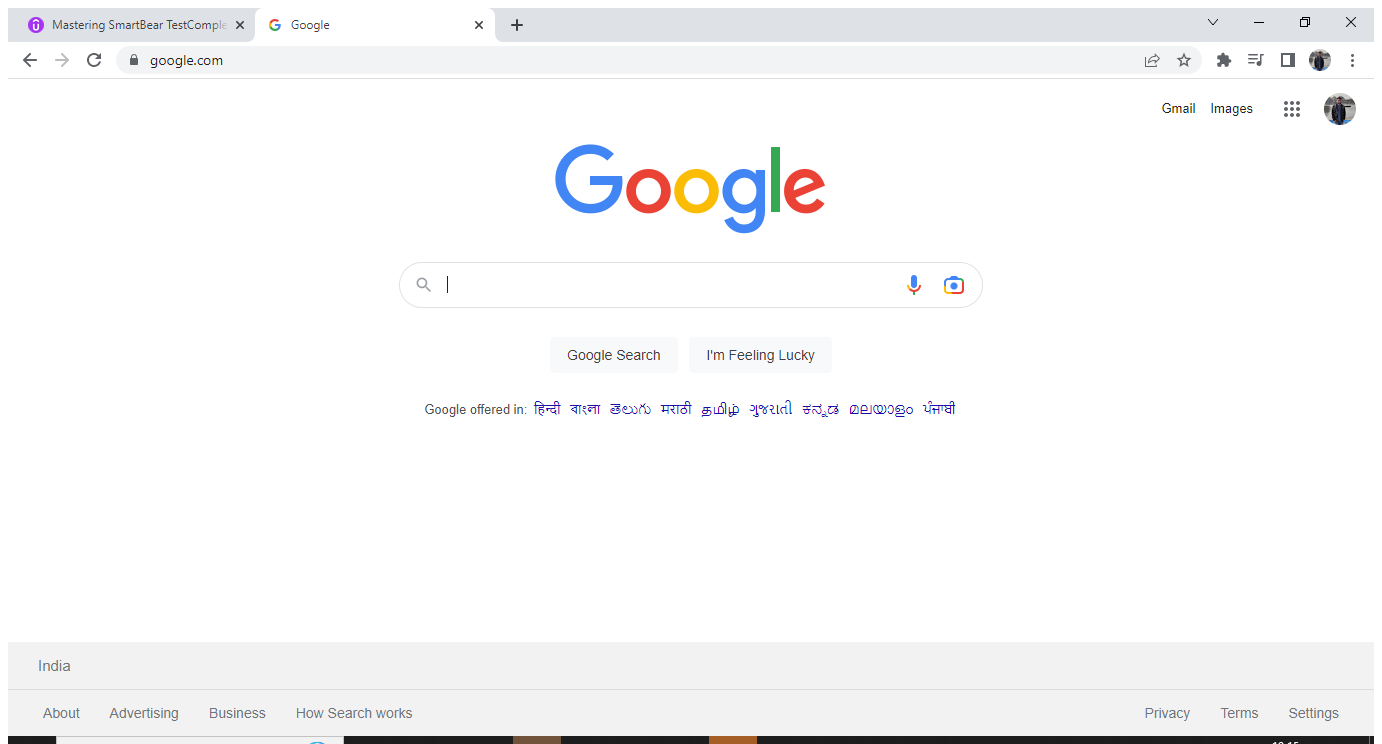 Mastering SmartBear TestComple
Google
google.com
Gmail Images
Google
Google Search I'm Feeling Lucky
Google offered in: हिन्दी বাংলা తెలుగు मराठी தமிழ் ગુજરાતી ಕನ್ನಡ മലയാളം ਪੰਜਾਬੀ
India
About Advertising Business How Search works Privacy Terms Settings